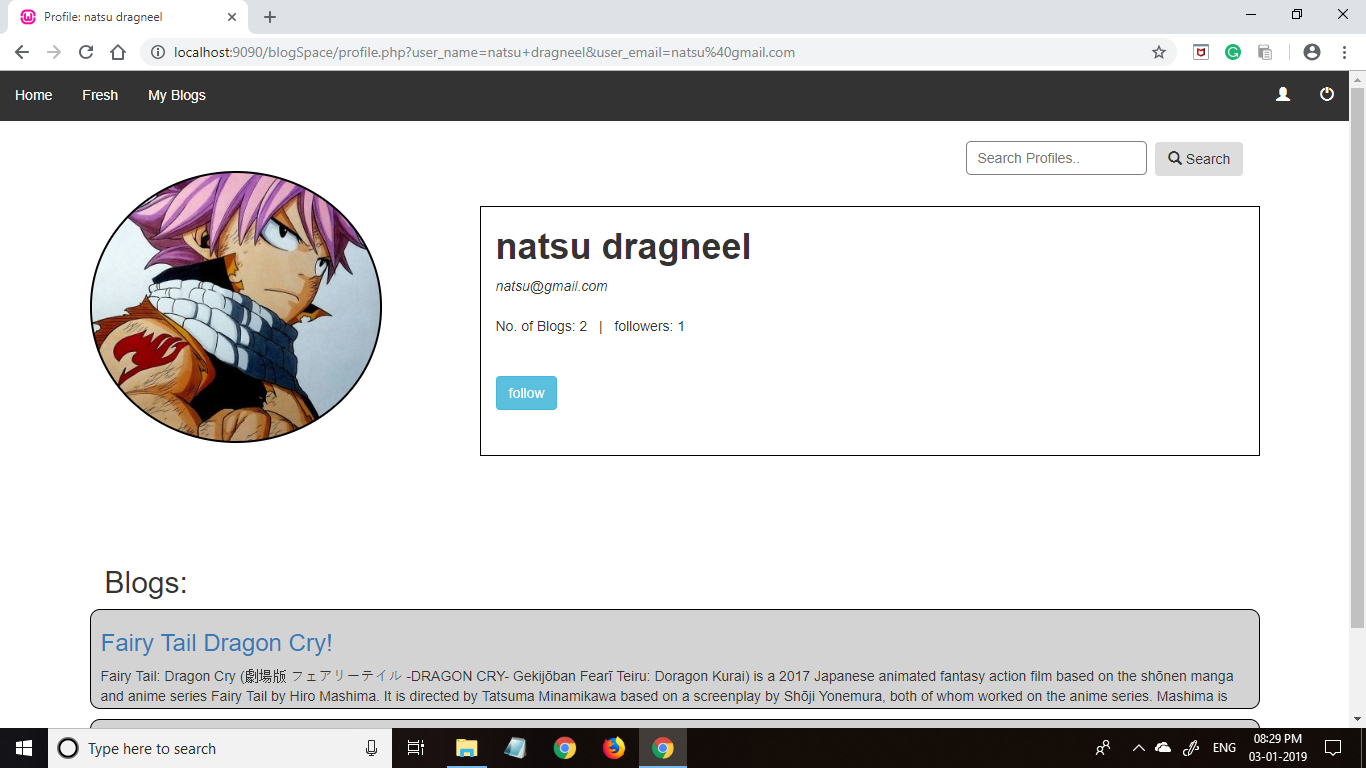 Profile: natsu dragneel
localhost:9090/blogSpace/profile.php?user_name=natsu+dragneel&user_email=natsu%40gmail.com
Home Fresh My Blogs
Search Profiles.. Search
natsu dragneel
natsu@gmail.com
No. of Blogs: 2 | followers: 1
follow
Blogs:
Fairy Tail Dragon Cry!
Fairy Tail: Dragon Cry (劇場版 フェアリーテイル -DRAGON CRY- Gekijōban Fearī Teiru: Doragon Kurai) is a 2017 Japanese animated fantasy action film based on the shōnen manga
and anime series Fairy Tail by Hiro Mashima. It is directed by Tatsuma Minamikawa based on a screenplay by Shōji Yonemura, both of whom worked on the anime series. Mashima is
Type here to search
ENG
08:29 PM
03-01-2019